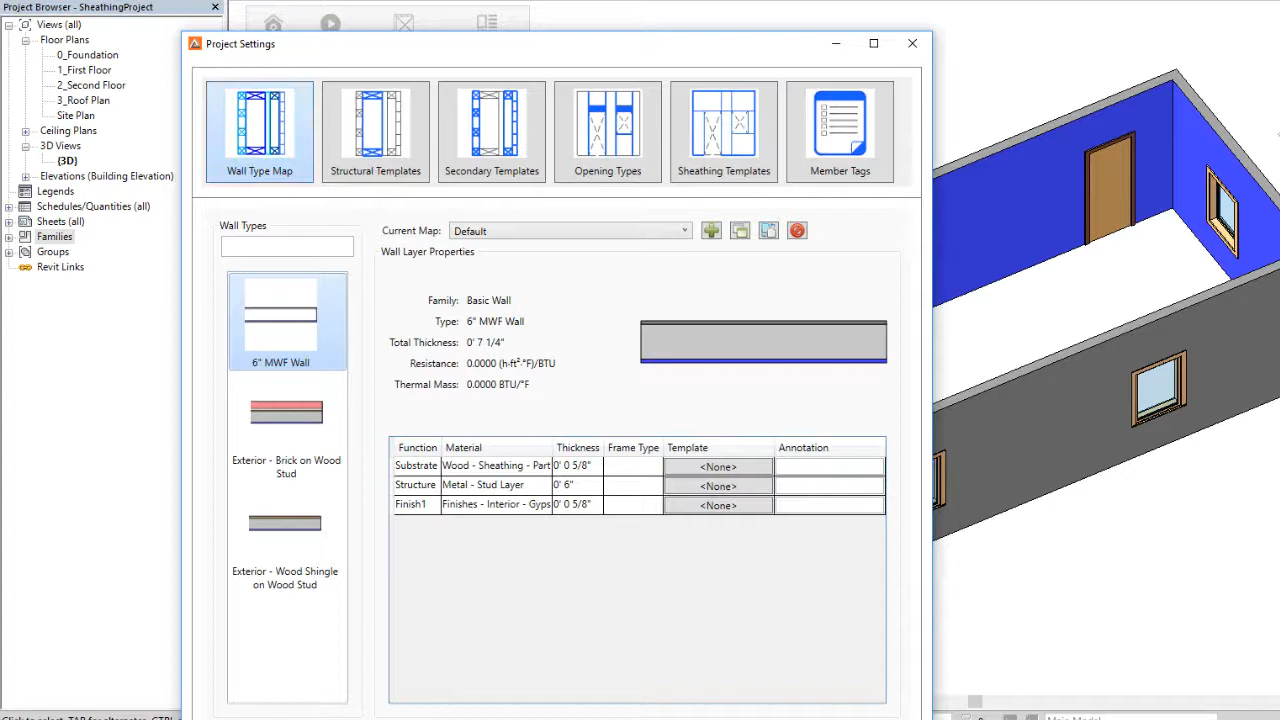 Project Browser - SheathingProject
Views (all)
Floor Plans
0_Foundation
1_First Floor
2_Second Floor
3_Roof Plan
Site Plan
Ceiling Plans
3D Views
{3D}
Elevations (Building Elevation)
Legends
Schedules/Quantities (all)
Sheets (all)
Families
Groups
Revit Links
Project Settings
Wall Type Map
Structural Templates
Secondary Templates
Opening Types
Sheathing Templates
Member Tags
Wall Types
6" MWF Wall
Exterior - Brick on Wood
Stud
Exterior - Wood Shingle
on Wood Stud
Current Map: Default
Wall Layer Properties
Family: Basic Wall
Type: 6" MWF Wall
Total Thickness: 0' 7 1/4"
Resistance: 0.0000 (h·ft²·°F)/BTU
Thermal Mass: 0.0000 BTU/°F
Function Material Thickness Frame Type Template Annotation
Substrate Wood - Sheathing - Part 0' 0 5/8" <None>
Structure Metal - Stud Layer 0' 6" <None>
Finish1 Finishes - Interior - Gyps 0' 0 5/8" <None>